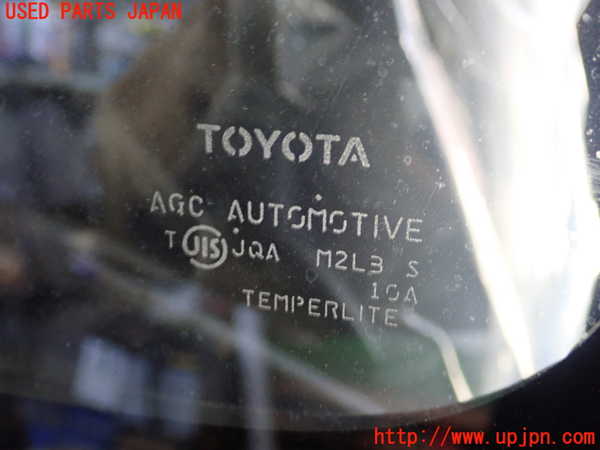 USED PARTS JAPAN
TOYOTA
AGC AUTOMOTIVE
T JIS JQA M2L3 S
10A
TEMPERLITE
http://www.upjpn.com/